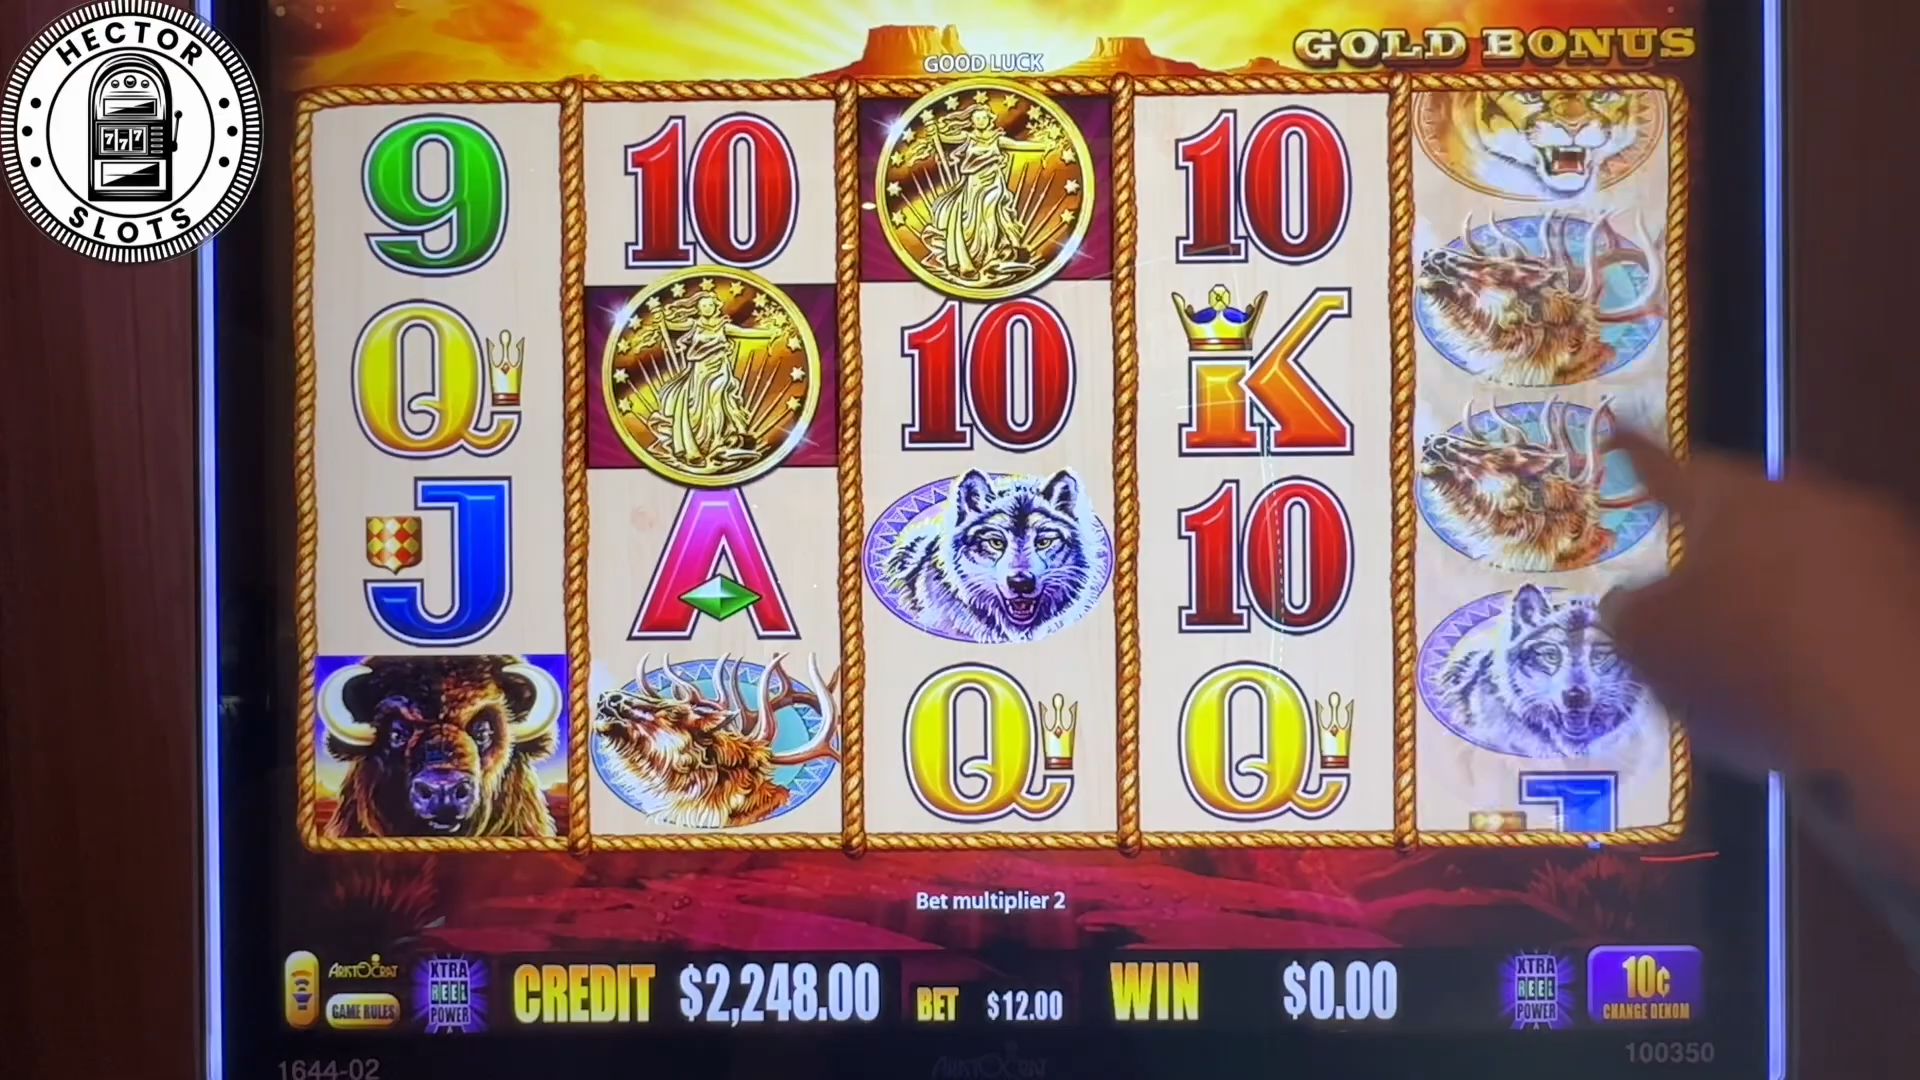 HECTOR
777
SLOTS
GOOD LUCK
GOLD BONUS
9
10
10
Q
10
K
J
A
10
Q
Q
J
Bet multiplier 2
ARISTOCRAT
GAME RULES
XTRA
REEL
POWER
CREDIT $2,248.00
BET $12.00
WIN $0.00
XTRA
REEL
POWER
10¢
CHANGE DENOM
1644-02
ARISTOCRAT
100350